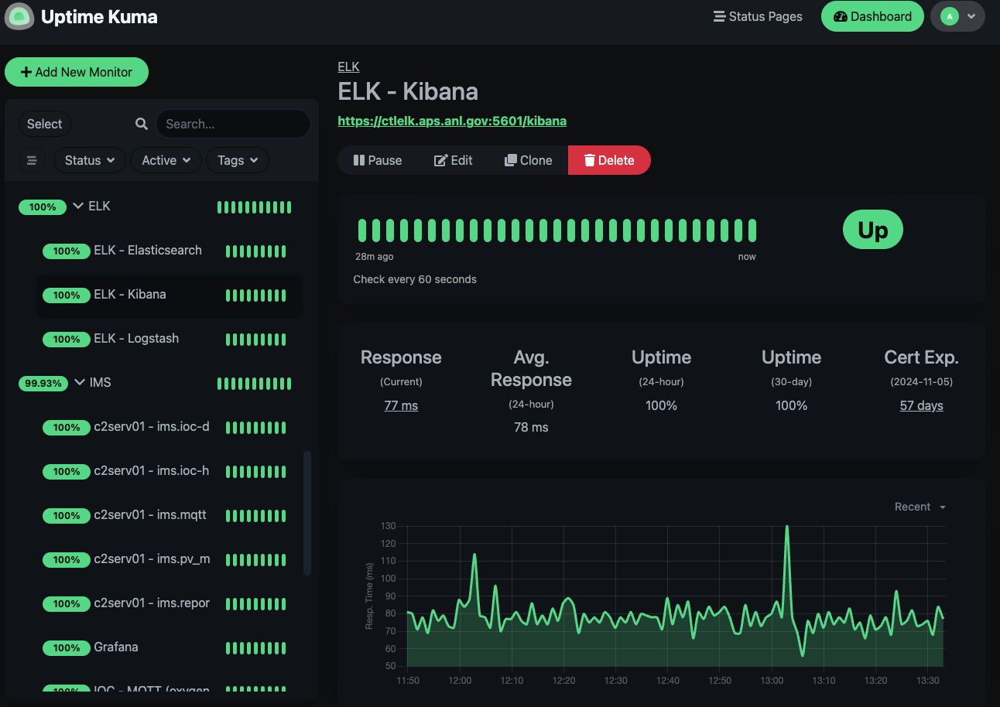 Uptime Kuma
Status Pages
Dashboard
A
Add New Monitor
Select
Search...
Status
Active
Tags
100% ELK
100% ELK - Elasticsearch
100% ELK - Kibana
100% ELK - Logstash
99.93% IMS
100% c2serv01 - ims.ioc-d
100% c2serv01 - ims.ioc-h
100% c2serv01 - ims.mqtt
100% c2serv01 - ims.pv_m
100% c2serv01 - ims.repor
100% Grafana
100% IOC - MQTT (oxygen
ELK
ELK - Kibana
https://ctlelk.aps.anl.gov:5601/kibana
Pause
Edit
Clone
Delete
28m ago
now
Check every 60 seconds
Up
Response
(Current)
77 ms
Avg.
Response
(24-hour)
78 ms
Uptime
(24-hour)
100%
Uptime
(30-day)
100%
Cert Exp.
(2024-11-05)
57 days
Recent
Resp. Time (ms)
130
120
110
100
90
80
70
60
50
11:50 12:00 12:10 12:20 12:30 12:40 12:50 13:00 13:10 13:20 13:30